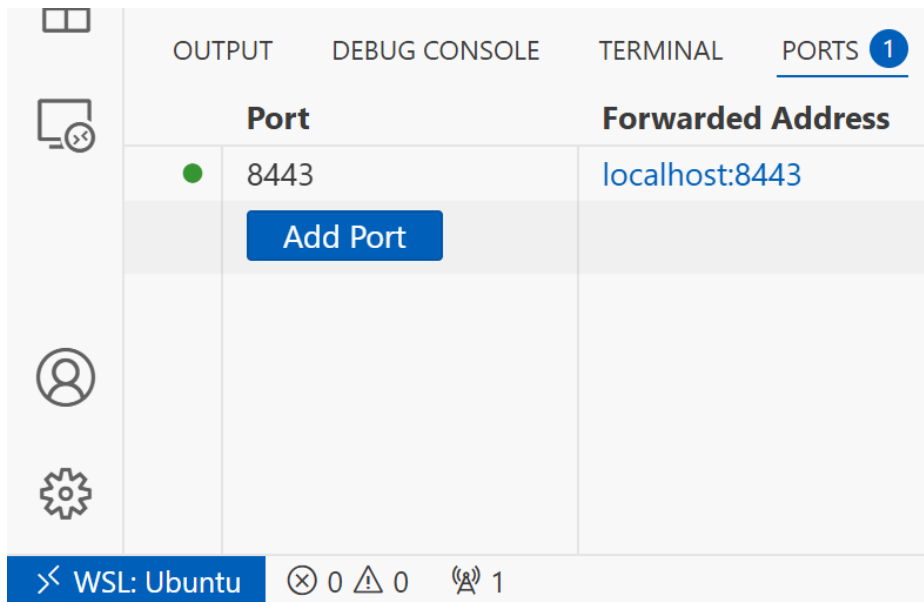 OUTPUT DEBUG CONSOLE TERMINAL PORTS 1
Port Forwarded Address
8443 localhost:8443
Add Port
WSL: Ubuntu 0 0 1